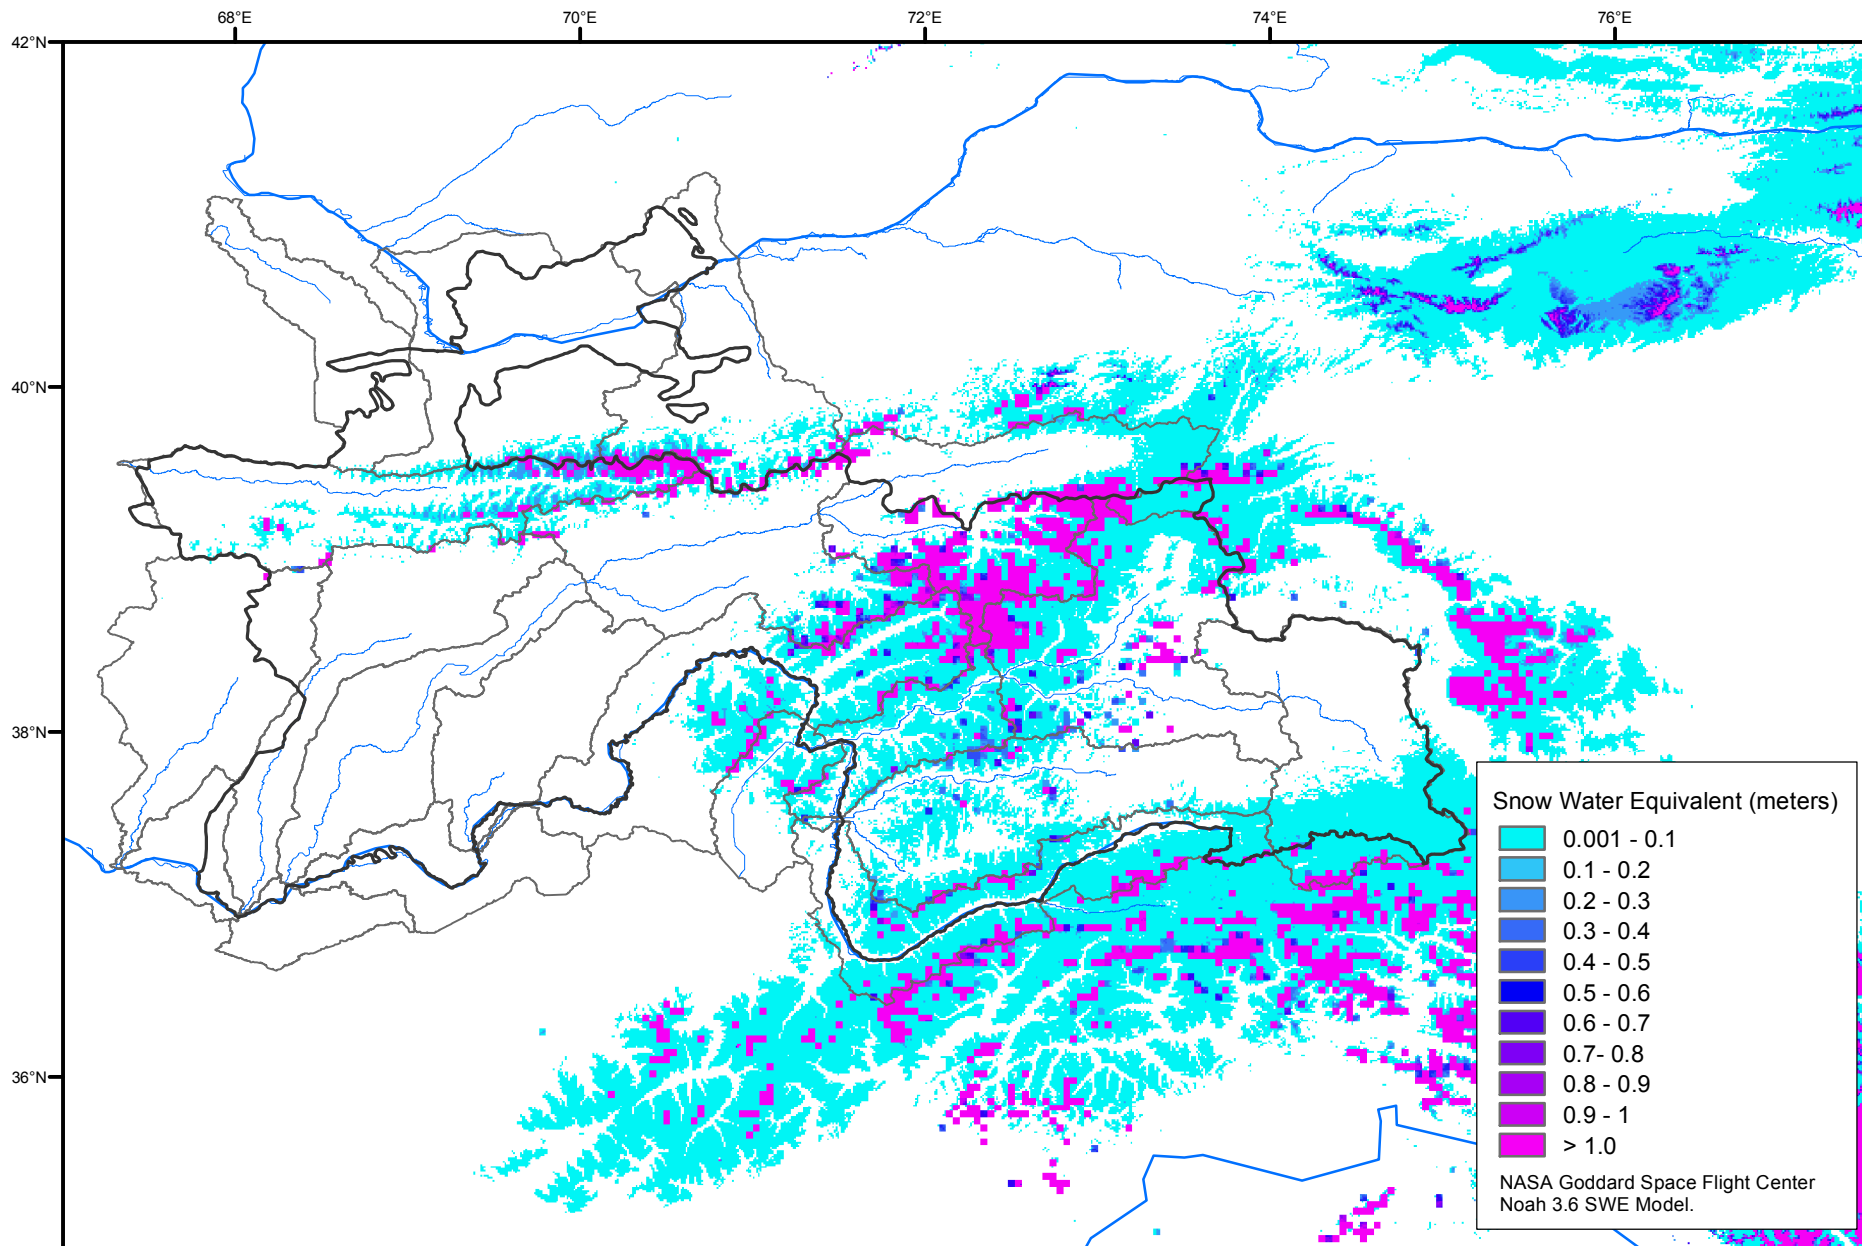 68°E
70°E
72°E
74°E
76°E
42°N
40°N
38°N
36°N
Snow Water Equivalent (meters)
0.001 - 0.1
0.1 - 0.2
0.2 - 0.3
0.3 - 0.4
0.4 - 0.5
0.5 - 0.6
0.6 - 0.7
0.7- 0.8
0.8 - 0.9
0.9 - 1
> 1.0
NASA Goddard Space Flight Center
Noah 3.6 SWE Model.